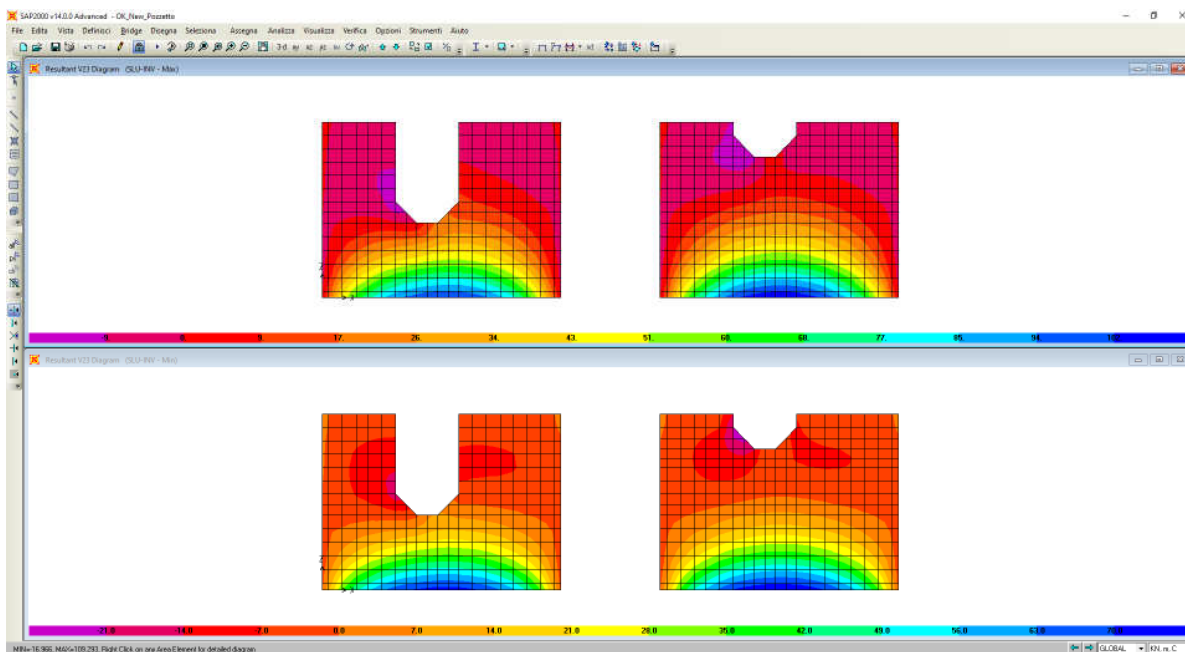 SAP2000 v14.0.0 Advanced - OK_New_Pozzetto
File Edita Vista Definisci Bridge Disegna Seleziona Assegna Analizza Visualizza Verifica Opzioni Strumenti Aiuto
3-d
Resultant V23 Diagram (SLU-INV - Max)
Z
X
-9. 0. 9. 17. 26. 34. 43. 51. 60. 68. 77. 85. 94.
Resultant V23 Diagram (SLU-INV - Min)
Z
X
-21.0 -14.0 0.0 7.0 14.0 21.0 28.0 35.0 42.0 49.0 56.0 63.0 70.0
MIN=-16.966, MAX=109.293, Right Click on any Area Element for detailed diagram
GLOBAL KN, m, C